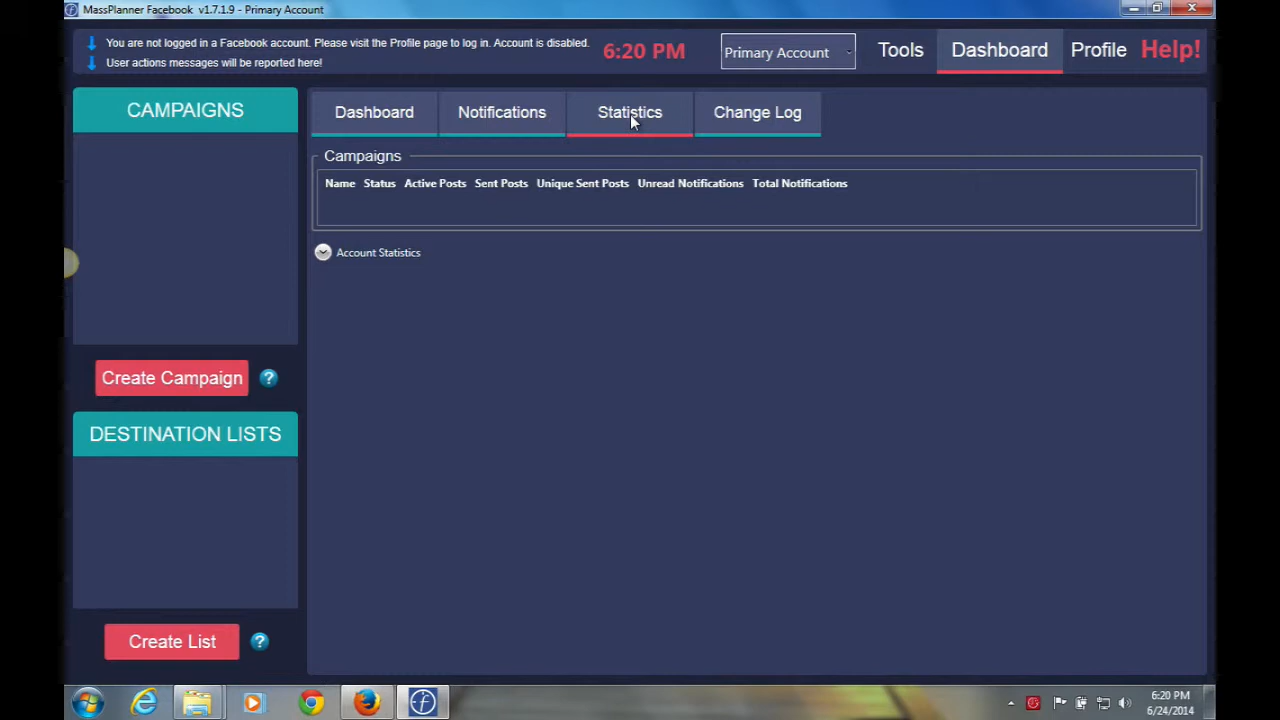 MassPlanner Facebook v1.7.1.9 - Primary Account
You are not logged in a Facebook account. Please visit the Profile page to log in. Account is disabled.
User actions messages will be reported here!
6:20 PM
Primary Account
Tools
Dashboard
Profile
Help!
CAMPAIGNS
Create Campaign
?
DESTINATION LISTS
Create List
?
Dashboard
Notifications
Statistics
Change Log
Campaigns
Name Status Active Posts Sent Posts Unique Sent Posts Unread Notifications Total Notifications
Account Statistics
6:20 PM
6/24/2014